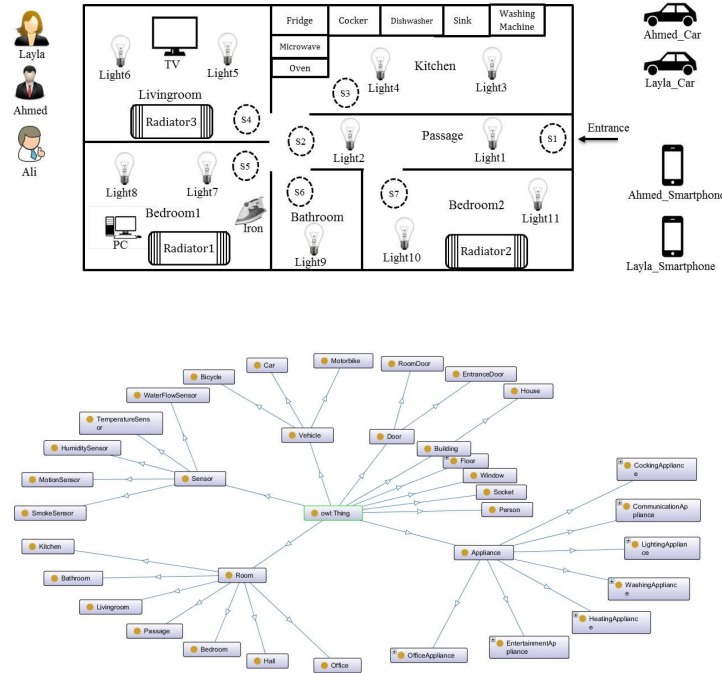 Layla
Ahmed
Ali
Light6
TV
Light5
Livingroom
Radiator3
S4
Fridge
Cocker
Dishwasher
Sink
Washing
Machine
Microwave
Oven
Kitchen
S3
Light4
Light3
S2
Light2
Passage
Light1
S1
Entrance
Light8
Light7
S5
Bedroom1
PC
Radiator1
Iron
S6
Bathroom
Light9
S7
Light10
Bedroom2
Radiator2
Light11
Ahmed_Car
Layla_Car
Ahmed_Smartphone
Layla_Smartphone
Bicycle
Car
Motorbike
RoomDoor
EntranceDoor
House
WaterFlowSensor
TemperatureSens
or
HumiditySensor
MotionSensor
SmokeSensor
Sensor
Vehicle
Door
Building
Floor
Window
Socket
Person
owl:Thing
Kitchen
Bathroom
Livingroom
Passage
Bedroom
Hall
Office
Room
Appliance
CockingApplianc
e
CommunicationAp
pliance
LightingApplian
ce
WashingApplianc
e
HeatingApplianc
e
EntertainmentAp
pliance
OfficeAppliance